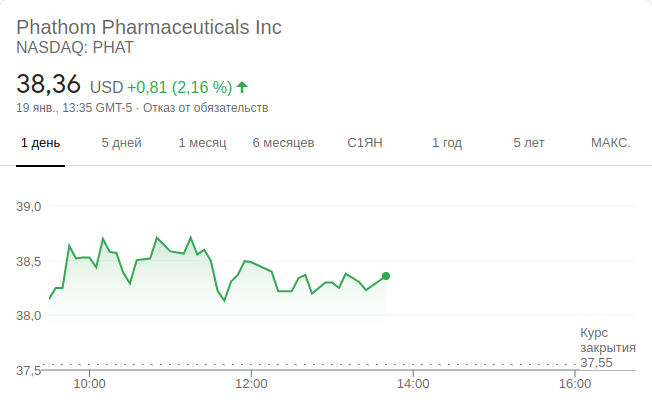 Phathom Pharmaceuticals Inc
NASDAQ: PHAT
38,36 USD +0,81 (2,16 %)
19 янв., 13:35 GMT-5 · Отказ от обязательств
1 день 5 дней 1 месяц 6 месяцев С1ЯН 1 год 5 лет МАКС.
39,0
38,5
38,0
Курс
закрытия
37,55
37,5
10:00 12:00 14:00 16:00